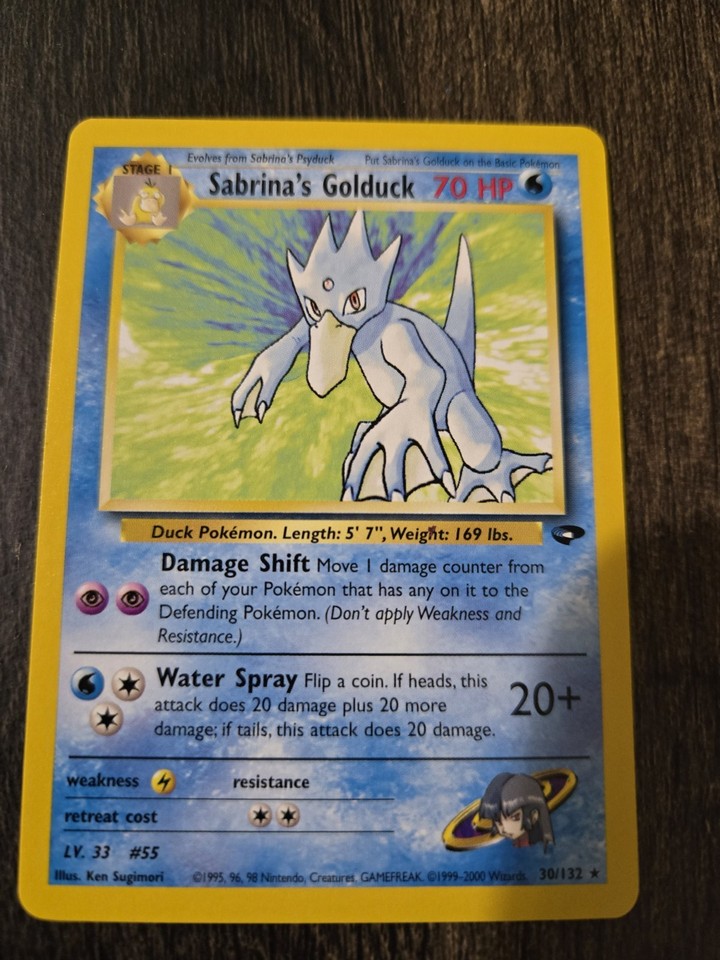 Evolves from Sabrina's Psyduck Put Sabrina's Golduck on the Basic Pokémon
STAGE 1
Sabrina's Golduck 70 HP
Duck Pokémon. Length: 5' 7", Weight: 169 lbs.
Damage Shift Move 1 damage counter from
each of your Pokémon that has any on it to the
Defending Pokémon. (Don't apply Weakness and
Resistance.)
Water Spray Flip a coin. If heads, this
attack does 20 damage plus 20 more
damage; if tails, this attack does 20 damage.
20+
weakness resistance
retreat cost
LV. 33 #55
Illus. Ken Sugimori ©1995, 96, 98 Nintendo, Creatures, GAMEFREAK. ©1999-2000 Wizards. 30/132 ★